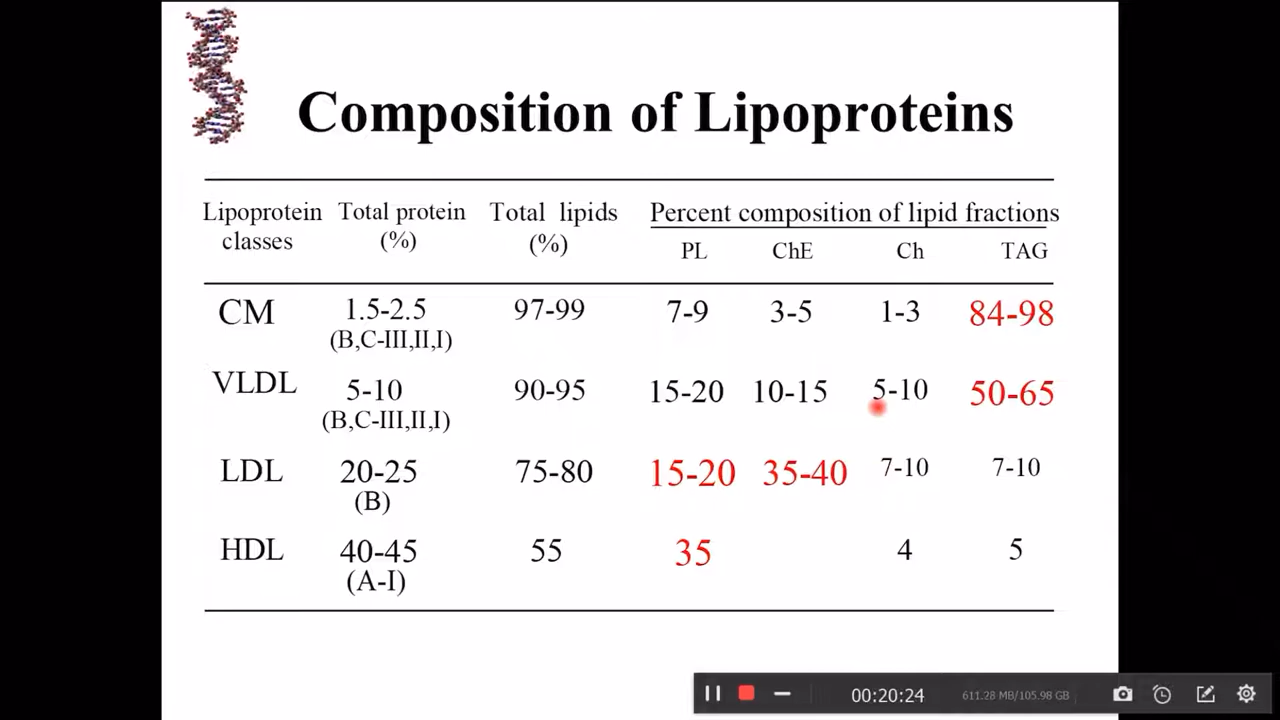 Composition of Lipoproteins
Lipoprotein classes Total protein (%) Total lipids (%) Percent composition of lipid fractions
PL ChE Ch TAG
CM 1.5-2.5 97-99 7-9 3-5 1-3 84-98
(B,C-III,II,I)
VLDL 5-10 90-95 15-20 10-15 5-10 50-65
(B,C-III,II,I)
LDL 20-25 75-80 15-20 35-40 7-10 7-10
(B)
HDL 40-45 55 35 4 5
(A-I)
00:20:24 611.28 MB/105.98 GB